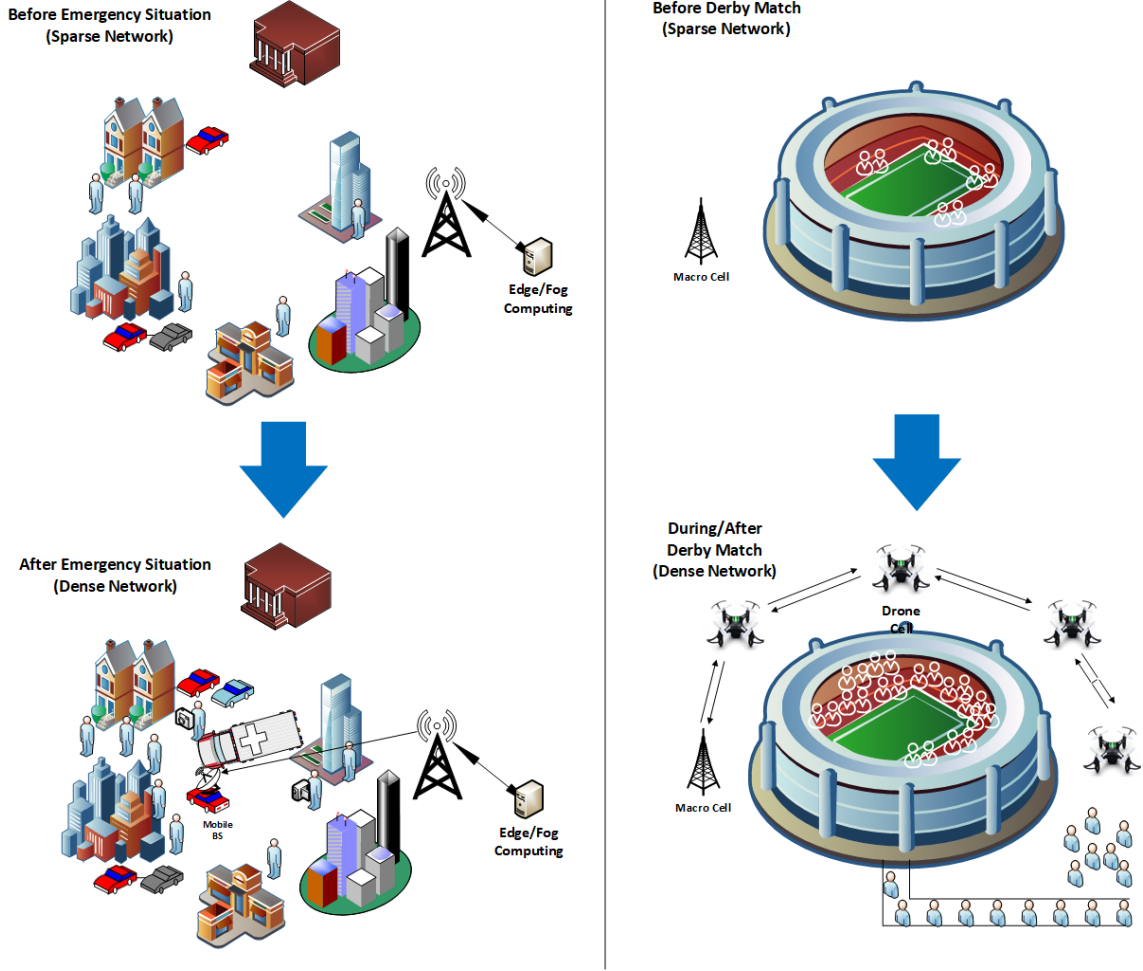 Before Emergency Situation
(Sparse Network)
Edge/Fog
Computing
After Emergency Situation
(Dense Network)
Mobile
BS
Edge/Fog
Computing
Before Derby Match
(Sparse Network)
Macro Cell
During/After
Derby Match
(Dense Network)
Drone
Cell
Macro Cell